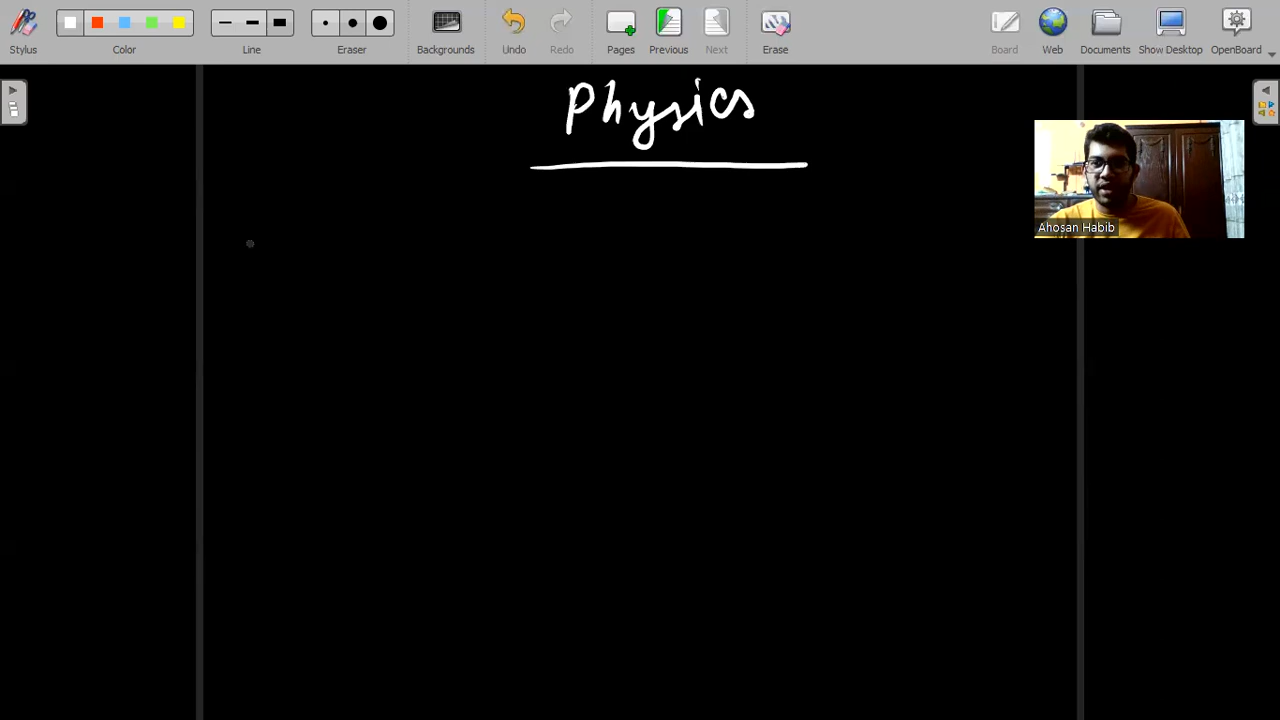 Stylus
Color
Line
Eraser
Backgrounds
Undo
Redo
Pages
Previous
Next
Erase
Board
Web
Documents
Show Desktop
OpenBoard
Physics
Ahosan Habib